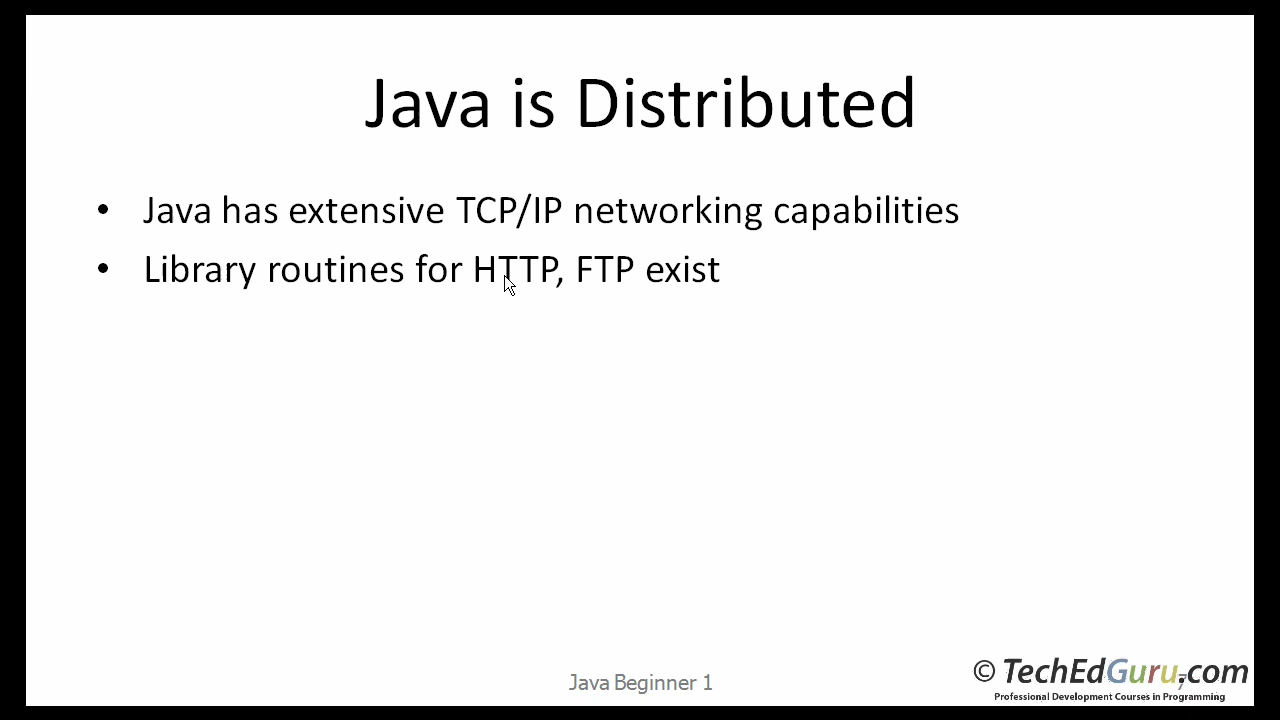 Java is Distributed
• Java has extensive TCP/IP networking capabilities
• Library routines for HTTP, FTP exist
Java Beginner 1
© TechEdGuru.com
Professional Development Courses in Programming